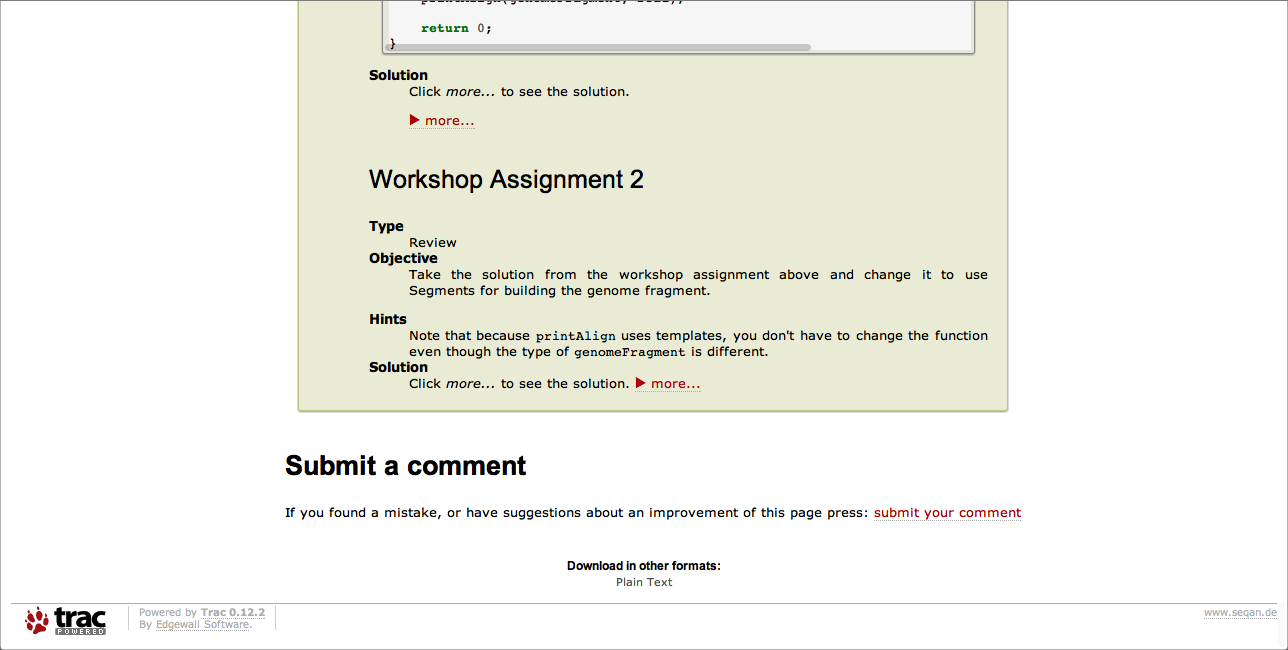 return 0;
}
Solution
Click more... to see the solution.
more...
Workshop Assignment 2
Type
Review
Objective
Take the solution from the workshop assignment above and change it to use
Segments for building the genome fragment.
Hints
Note that because printAlign uses templates, you don't have to change the function
even though the type of genomeFragment is different.
Solution
Click more... to see the solution. more...
Submit a comment
If you found a mistake, or have suggestions about an improvement of this page press: submit your comment
Download in other formats:
Plain Text
trac
POWERED
Powered by Trac 0.12.2
By Edgewall Software.
www.seqan.de